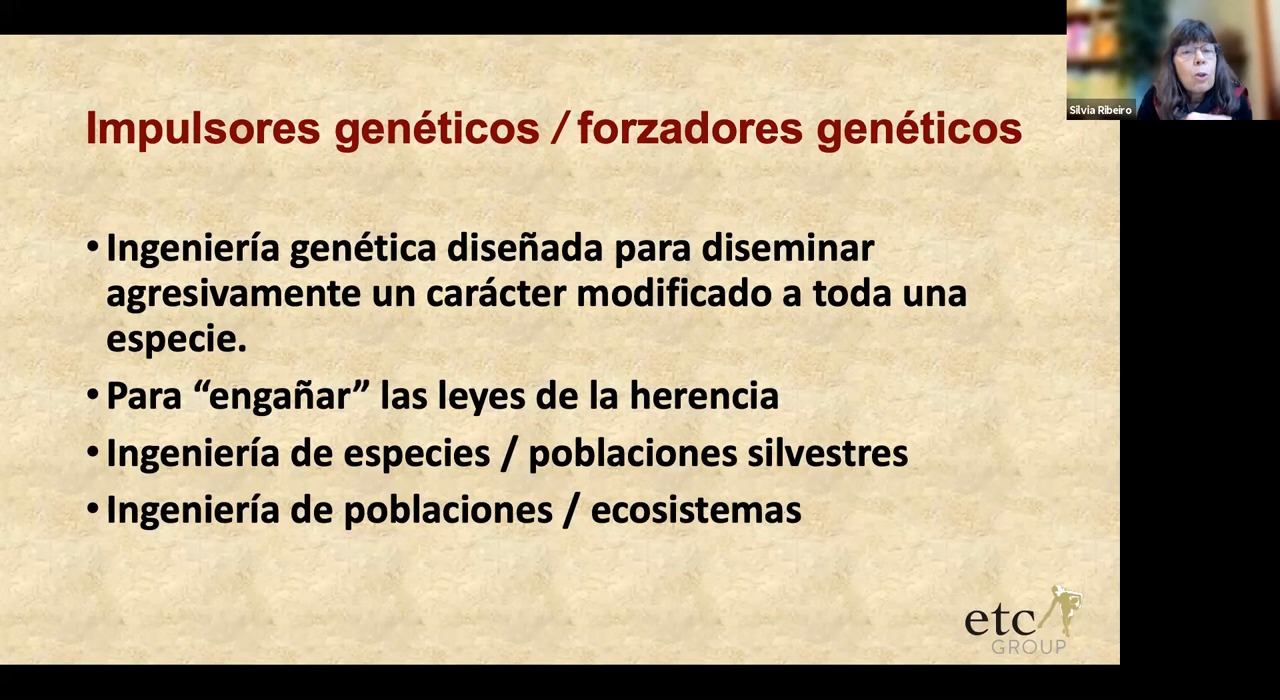 Impulsores genéticos / forzadores genéticos
• Ingeniería genética diseñada para diseminar
agresivamente un carácter modificado a toda una
especie.
• Para “engañar” las leyes de la herencia
• Ingeniería de especies / poblaciones silvestres
• Ingeniería de poblaciones / ecosistemas
etc
GROUP
Silvia Ribeiro